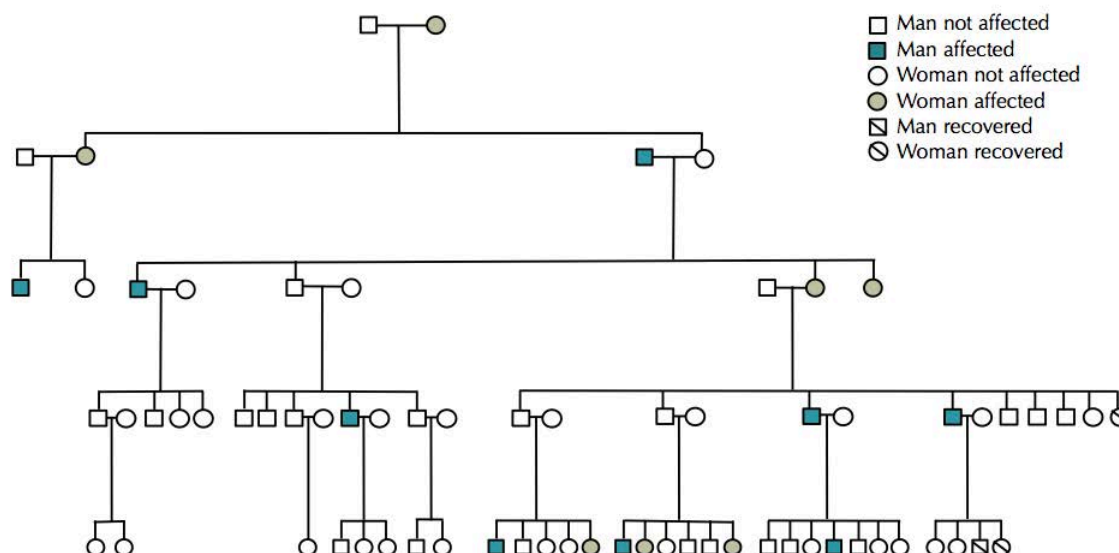 Man not affected
Man affected
Woman not affected
Woman affected
Man recovered
Woman recovered